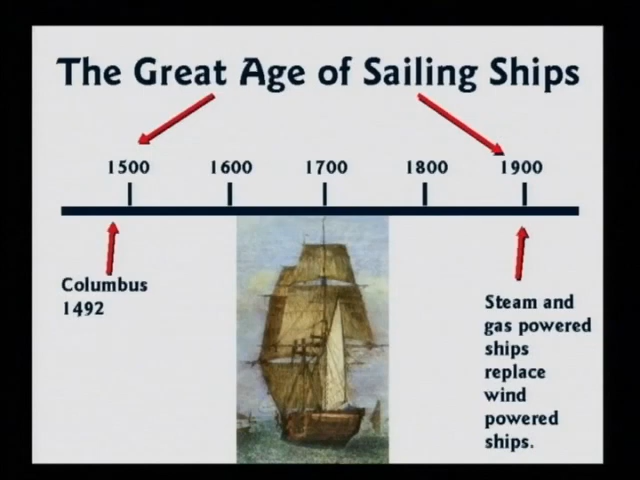 The Great Age of Sailing Ships
1500 1600 1700 1800 1900
Columbus
1492
Steam and
gas powered
ships
replace
wind
powered
ships.